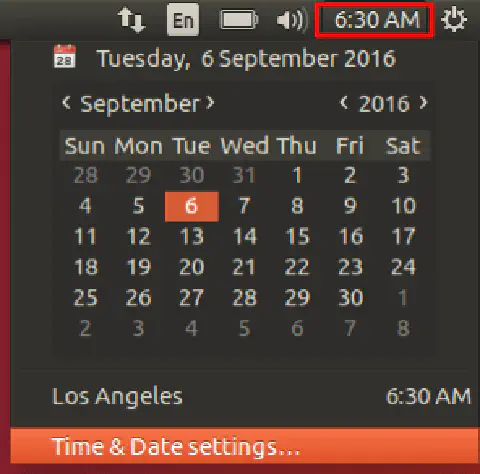 En 6:30 AM
28 Tuesday, 6 September 2016
< September > < 2016 >
Sun Mon Tue Wed Thu Fri Sat
28 29 30 31 1 2 3
4 5 6 7 8 9 10
11 12 13 14 15 16 17
18 19 20 21 22 23 24
25 26 27 28 29 30 1
2 3 4 5 6 7 8
Los Angeles 6:30 AM
Time & Date settings...